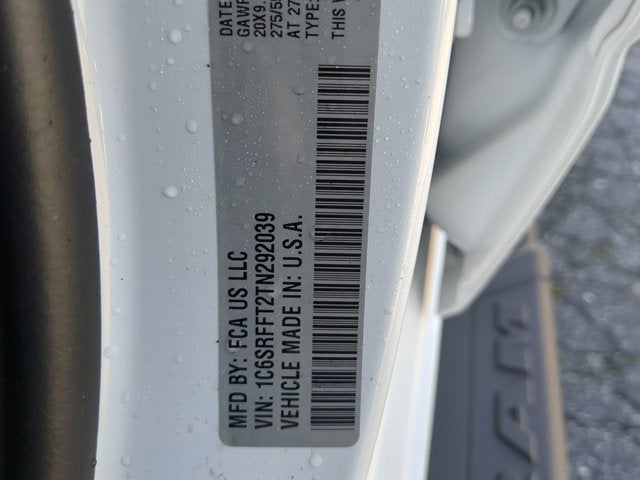 DATE
GAWR
20X9.
275/5
AT 27
TYPE:
THIS V
MFD BY: FCA US LLC
VIN: 1C6SRFFT2TN292039
VEHICLE MADE IN: U.S.A.
RAM